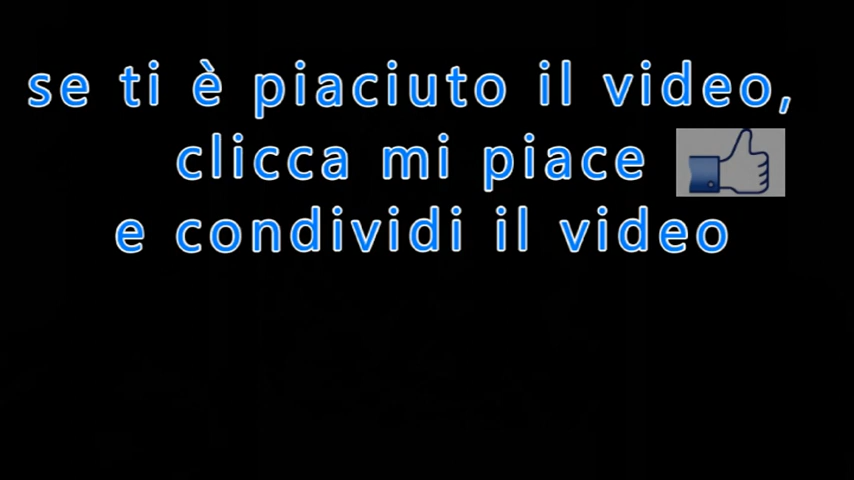 se ti è piaciuto il video,
clicca mi piace
e condividi il video